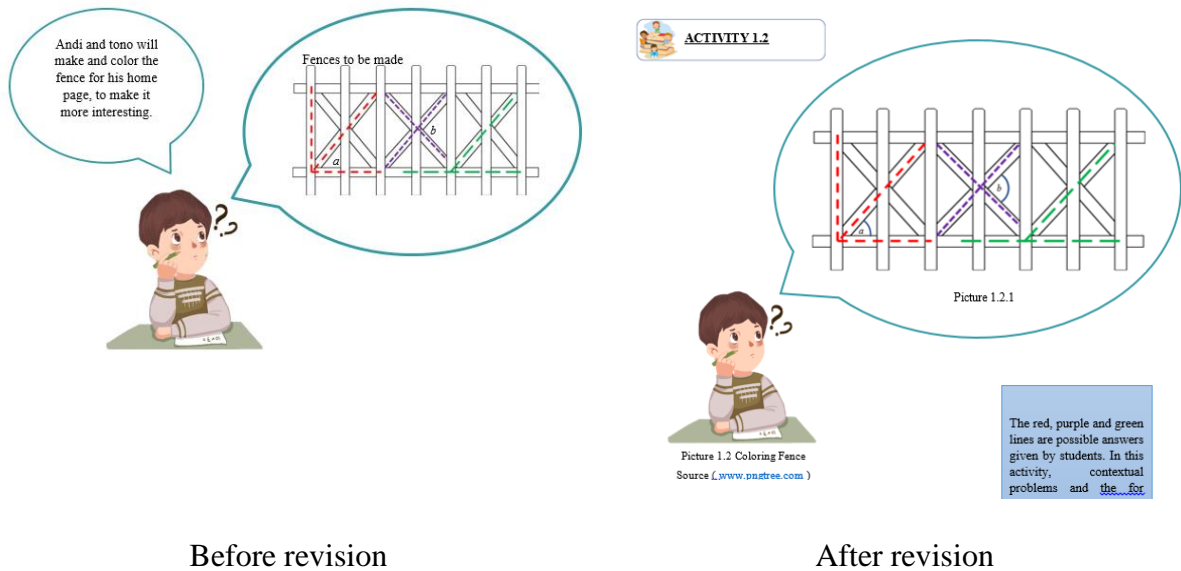 Andi and tono will
make and color the
fence for his home
page, to make it
more interesting.
Fences to be made
a
b
ACTIVITY 1.2
a
b
Picture 1.2.1
Picture 1.2 Coloring Fence
Source ( www.pngtree.com )
The red, purple and green
lines are possible answers
given by students. In this
activity, contextual
problems and the for
Before revision
After revision